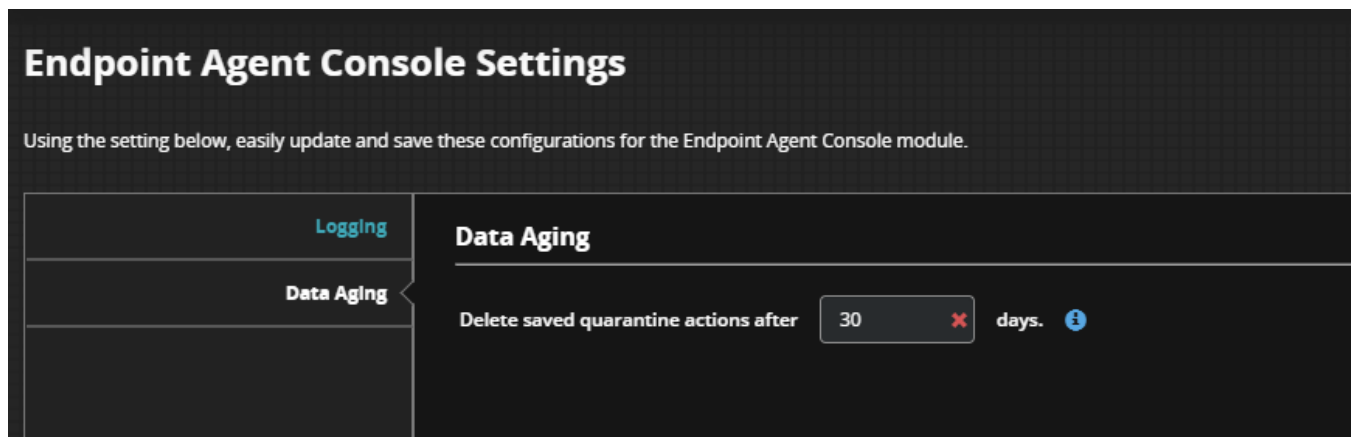 Endpoint Agent Console Settings
Using the setting below, easily update and save these configurations for the Endpoint Agent Console module.
Logging
Data Aging
Data Aging
Delete saved quarantine actions after 30 days.